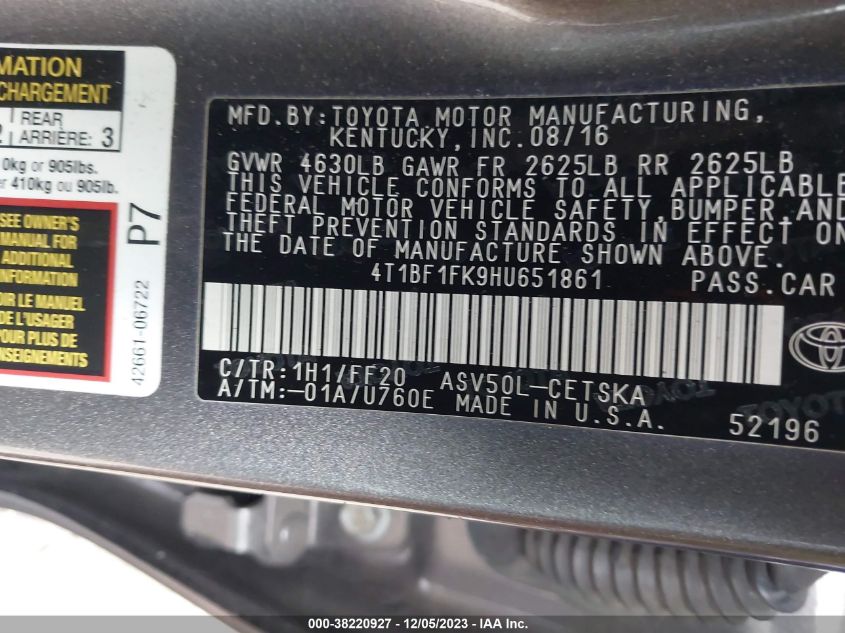 MATION
CHARGEMENT
REAR
ARRIÈRE: 3
0kg or 905lbs.
r 410kg ou 905lb.
SEE OWNER'S
MANUAL FOR
ADDITIONAL
INFORMATION
OIR LE MANUEL
DE L'USAGER
POUR PLUS DE
NSEIGNEMENTS
P7
42661-06722
MFD. BY: TOYOTA MOTOR MANUFACTURING,
KENTUCKY, INC. 08/16
GVWR 4630LB GAWR FR 2625LB RR 2625LB
THIS VEHICLE CONFORMS TO ALL APPLICABLE
FEDERAL MOTOR VEHICLE SAFETY, BUMPER, AND
THEFT PREVENTION STANDARDS IN EFFECT ON
THE DATE OF MANUFACTURE SHOWN ABOVE.
4T1BF1FK9HU651861 PASS. CAR
C/TR: 1H1/FF20 ASV50L-CETSKA
A/TM:-01A/U760E MADE IN U.S.A.
52196
TOYOTA
000-38220927 - 12/05/2023 - IAA Inc.